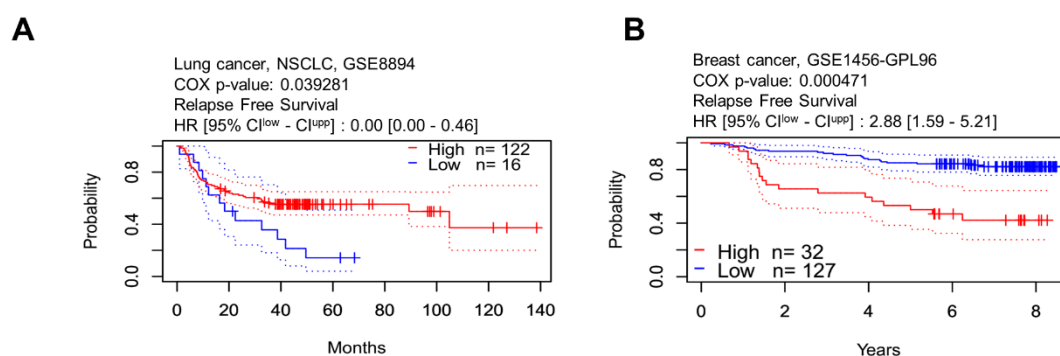 A
Lung cancer, NSCLC, GSE8894
COX p-value: 0.039281
Relapse Free Survival
HR [95% CIlow - CIupp] : 0.00 [0.00 - 0.46]
High n= 122
Low n= 16
Probability
0.8
0.4
0.0
0 20 40 60 80 100 120 140
Months
B
Breast cancer, GSE1456-GPL96
COX p-value: 0.000471
Relapse Free Survival
HR [95% CIlow - CIupp] : 2.88 [1.59 - 5.21]
Probability
0.8
0.4
0.0
High n= 32
Low n= 127
0 2 4 6 8
Years